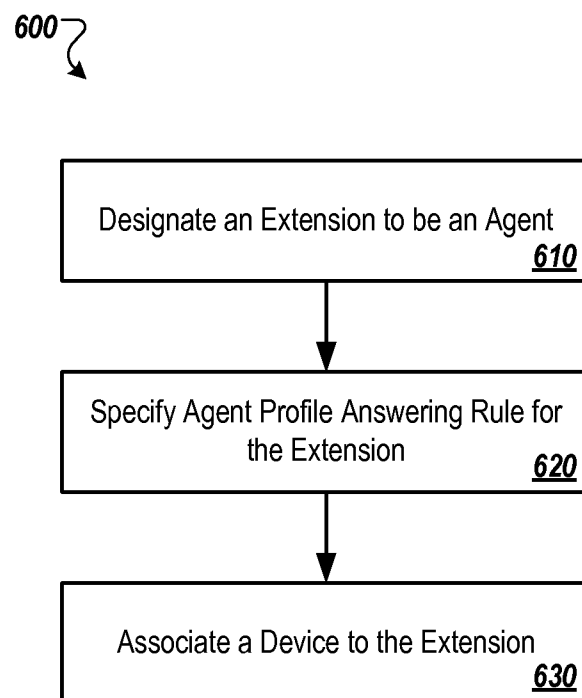 600
Designate an Extension to be an Agent
610
Specify Agent Profile Answering Rule for
the Extension
620
Associate a Device to the Extension
630